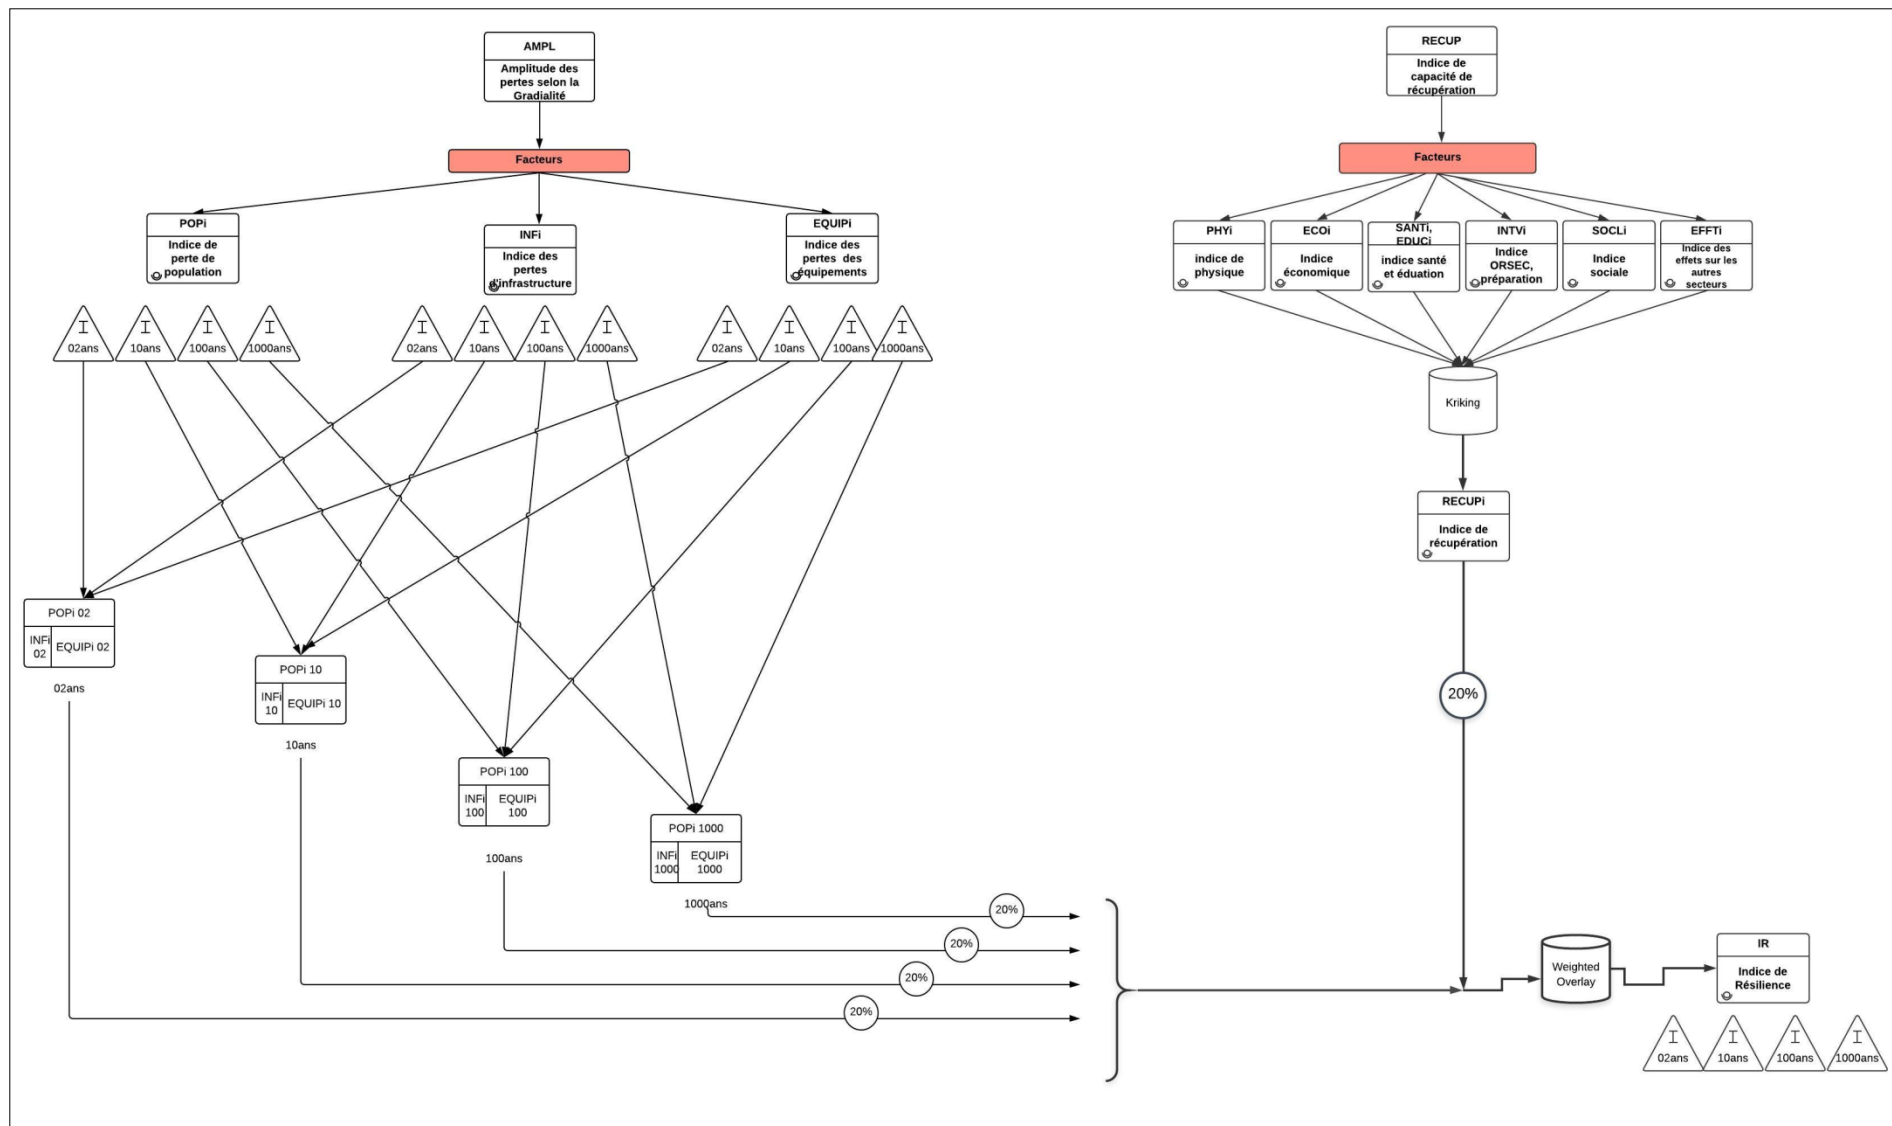 AMPL
Amplitude des
pertes selon la
Gradialité
Facteurs
POPi
Indice de
perte de
population
INFi
Indice des
pertes
d'infrastructure
EQUIPi
Indice des
pertes des
équipements
I
02ans
I
10ans
I
100ans
I
1000ans
I
02ans
I
10ans
I
100ans
I
1000ans
I
02ans
I
10ans
I
100ans
I
1000ans
POPi 02
INFi
02
EQUIPi 02
02ans
POPi 10
INFi
10
EQUIPi 10
10ans
POPi 100
INFi
100
EQUIPi
100
100ans
POPi 1000
INFi
1000
EQUIPi
1000
1000ans
20%
20%
20%
20%
RECUP
Indice de
capacité de
récupération
Facteurs
PHYi
indice de
physique
ECOi
Indice
économique
SANTi,
EDUCi
indice santé
et éduation
INTVi
Indice
ORSEC,
préparation
SOCLi
Indice
sociale
EFFTi
Indice des
effets sur les
autres
secteurs
Kriking
RECUPi
Indice de
récupération
20%
Weighted
Overlay
IR
Indice de
Résilience
I
02ans
I
10ans
I
100ans
I
1000ans